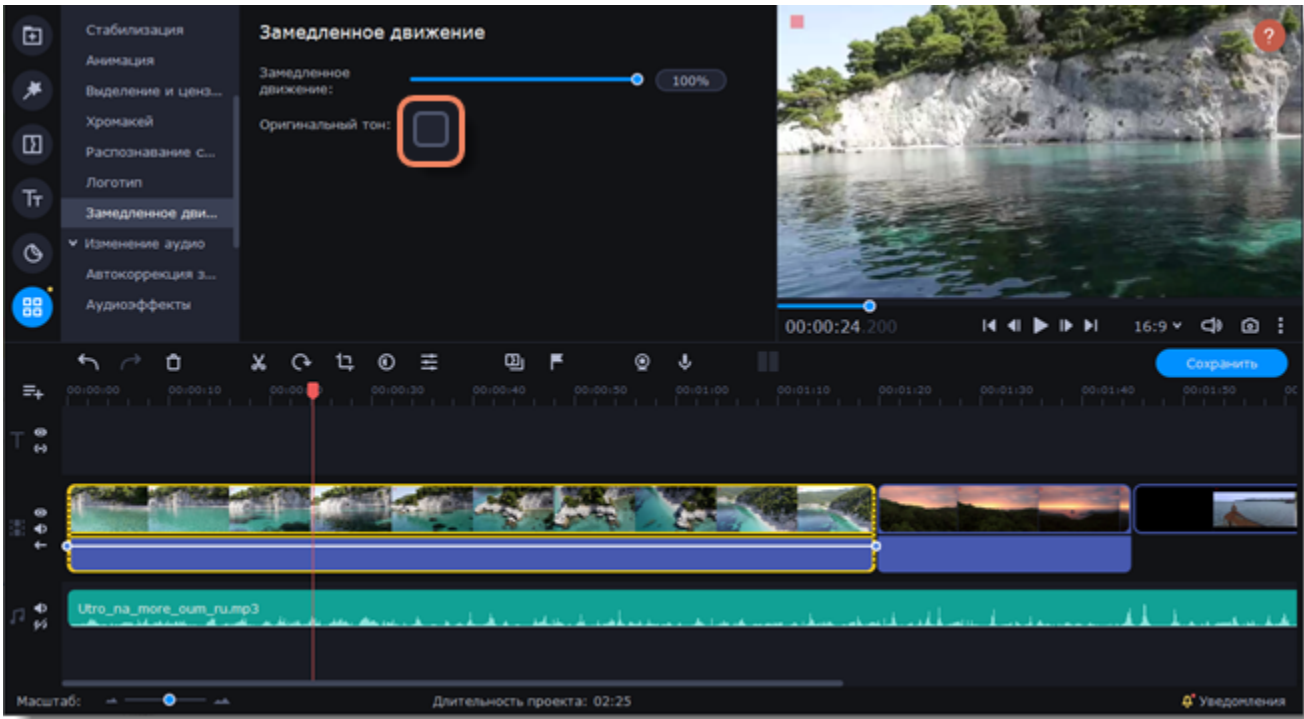 Стабилизация
Анимация
Выделение и ценз...
Хромакей
Распознавание с...
Логотип
Замедленное дви...
Изменение аудио
Автокоррекция з...
Аудиоэффекты
Замедленное движение
Замедленное
движение:
100%
Оригинальный тон:
?
00:00:24.200
16:9
Сохранить
00:00:00 00:00:10 00:00:30 00:00:40 00:00:50 00:01:00 00:01:10 00:01:20 00:01:30 00:01:40 00:01:50
Utro_na_more_oum_ru.mp3
Масштаб:
Длительность проекта: 02:25
Уведомления